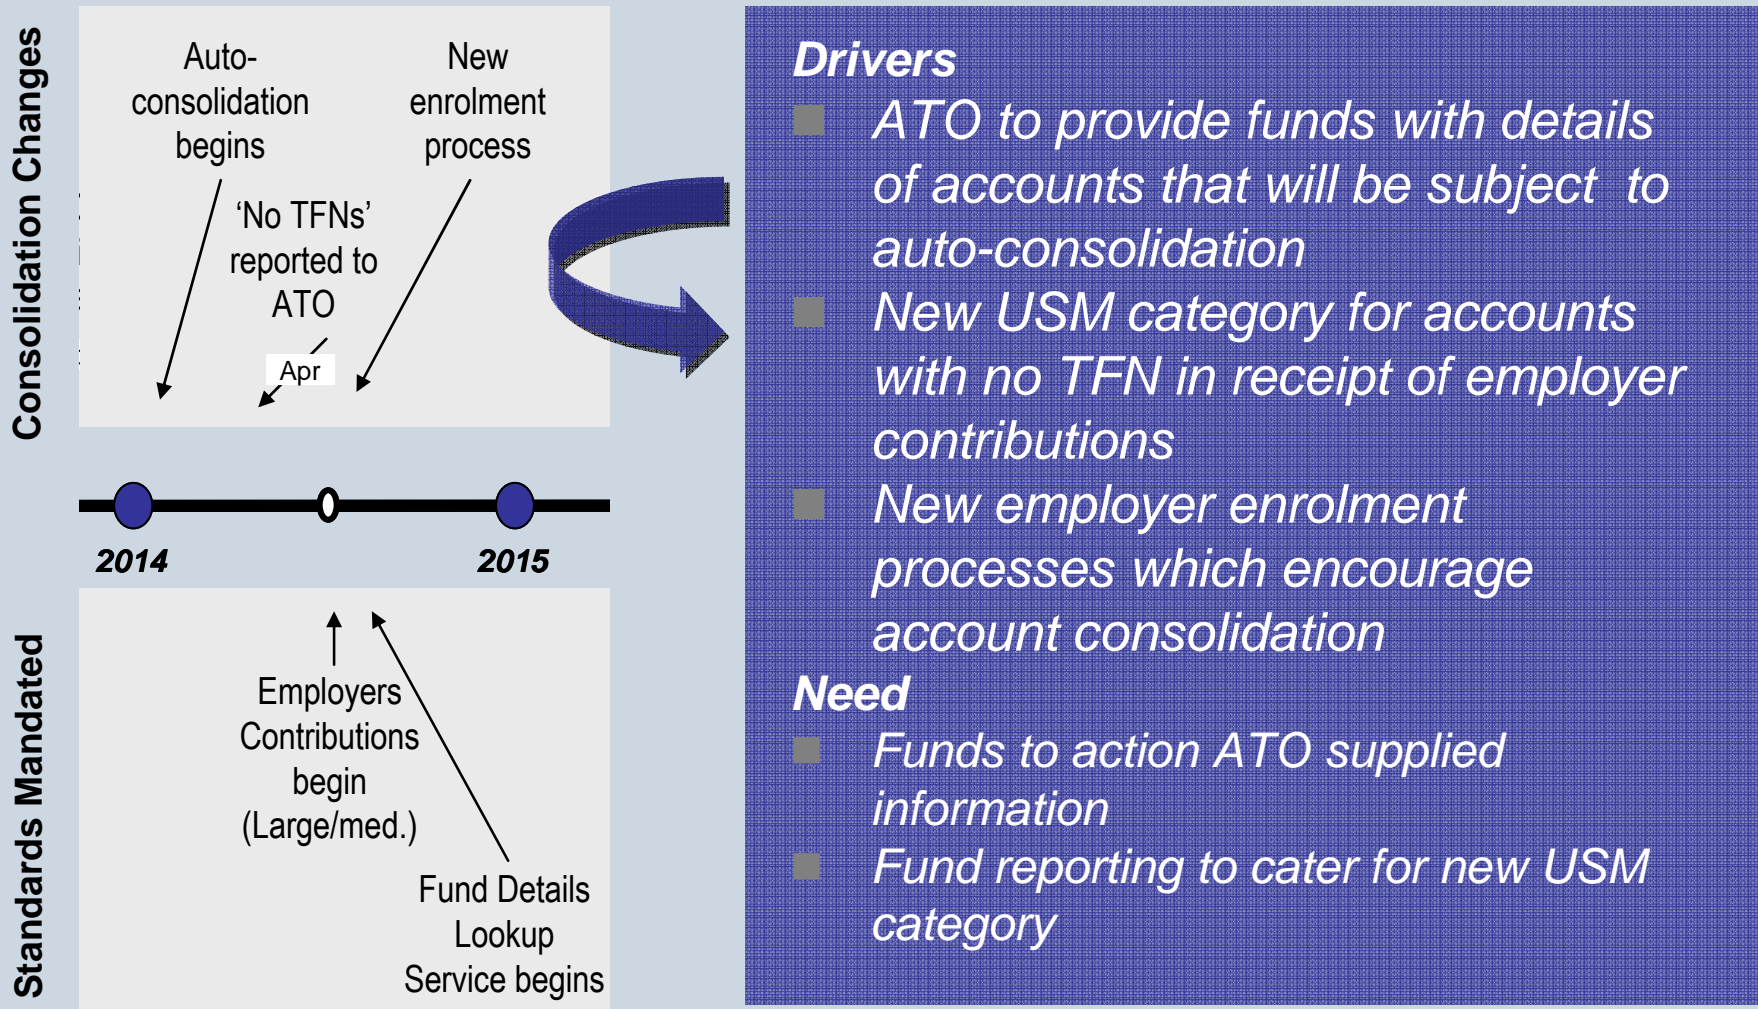 Consolidation Changes
Auto-
consolidation
begins
New
enrolment
process
‘No TFNs’
reported to
ATO
Apr
2014
2015
Standards Mandated
Employers
Contributions
begin
(Large/med.)
Fund Details
Lookup
Service begins
Drivers
ATO to provide funds with details
of accounts that will be subject to
auto-consolidation
New USM category for accounts
with no TFN in receipt of employer
contributions
New employer enrolment
processes which encourage
account consolidation
Need
Funds to action ATO supplied
information
Fund reporting to cater for new USM
category